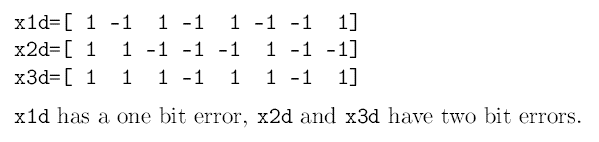 x1d=[ 1 -1  1 -1  1 -1 -1  1]
x2d=[ 1  1 -1 -1 -1  1 -1 -1]
x3d=[ 1  1  1 -1  1  1 -1  1]
x1d has a one bit error, x2d and x3d have two bit errors.